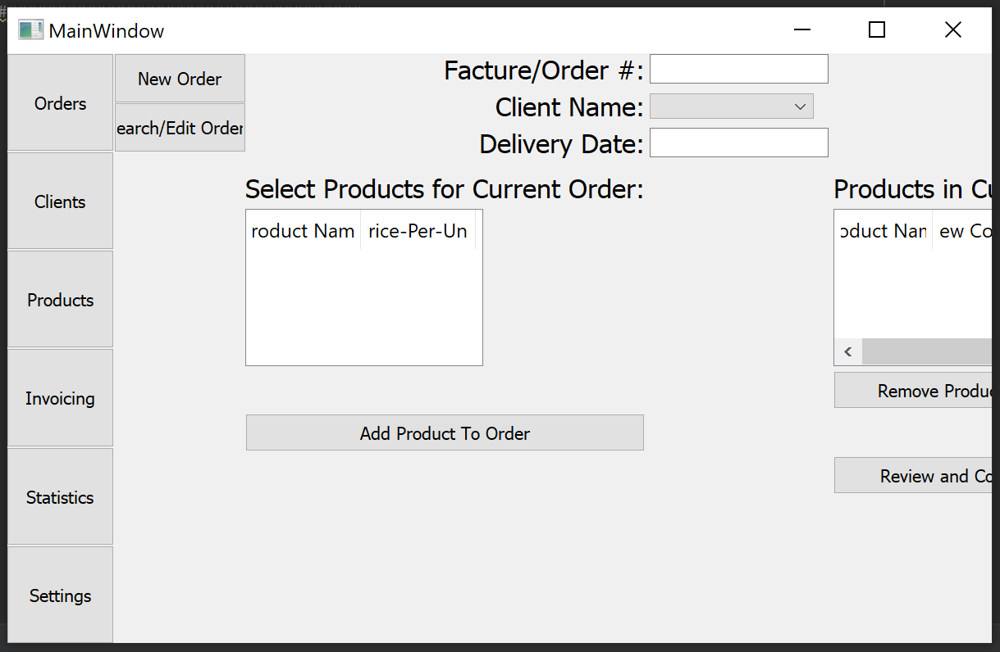 MainWindow
Orders
New Order
earch/Edit Order
Clients
Products
Invoicing
Statistics
Settings
Facture/Order #:
Client Name:
Delivery Date:
Select Products for Current Order:
roduct Nam rice-Per-Un
Add Product To Order
Products in Cu
oduct Nan ew Co
Remove Produc
Review and Co